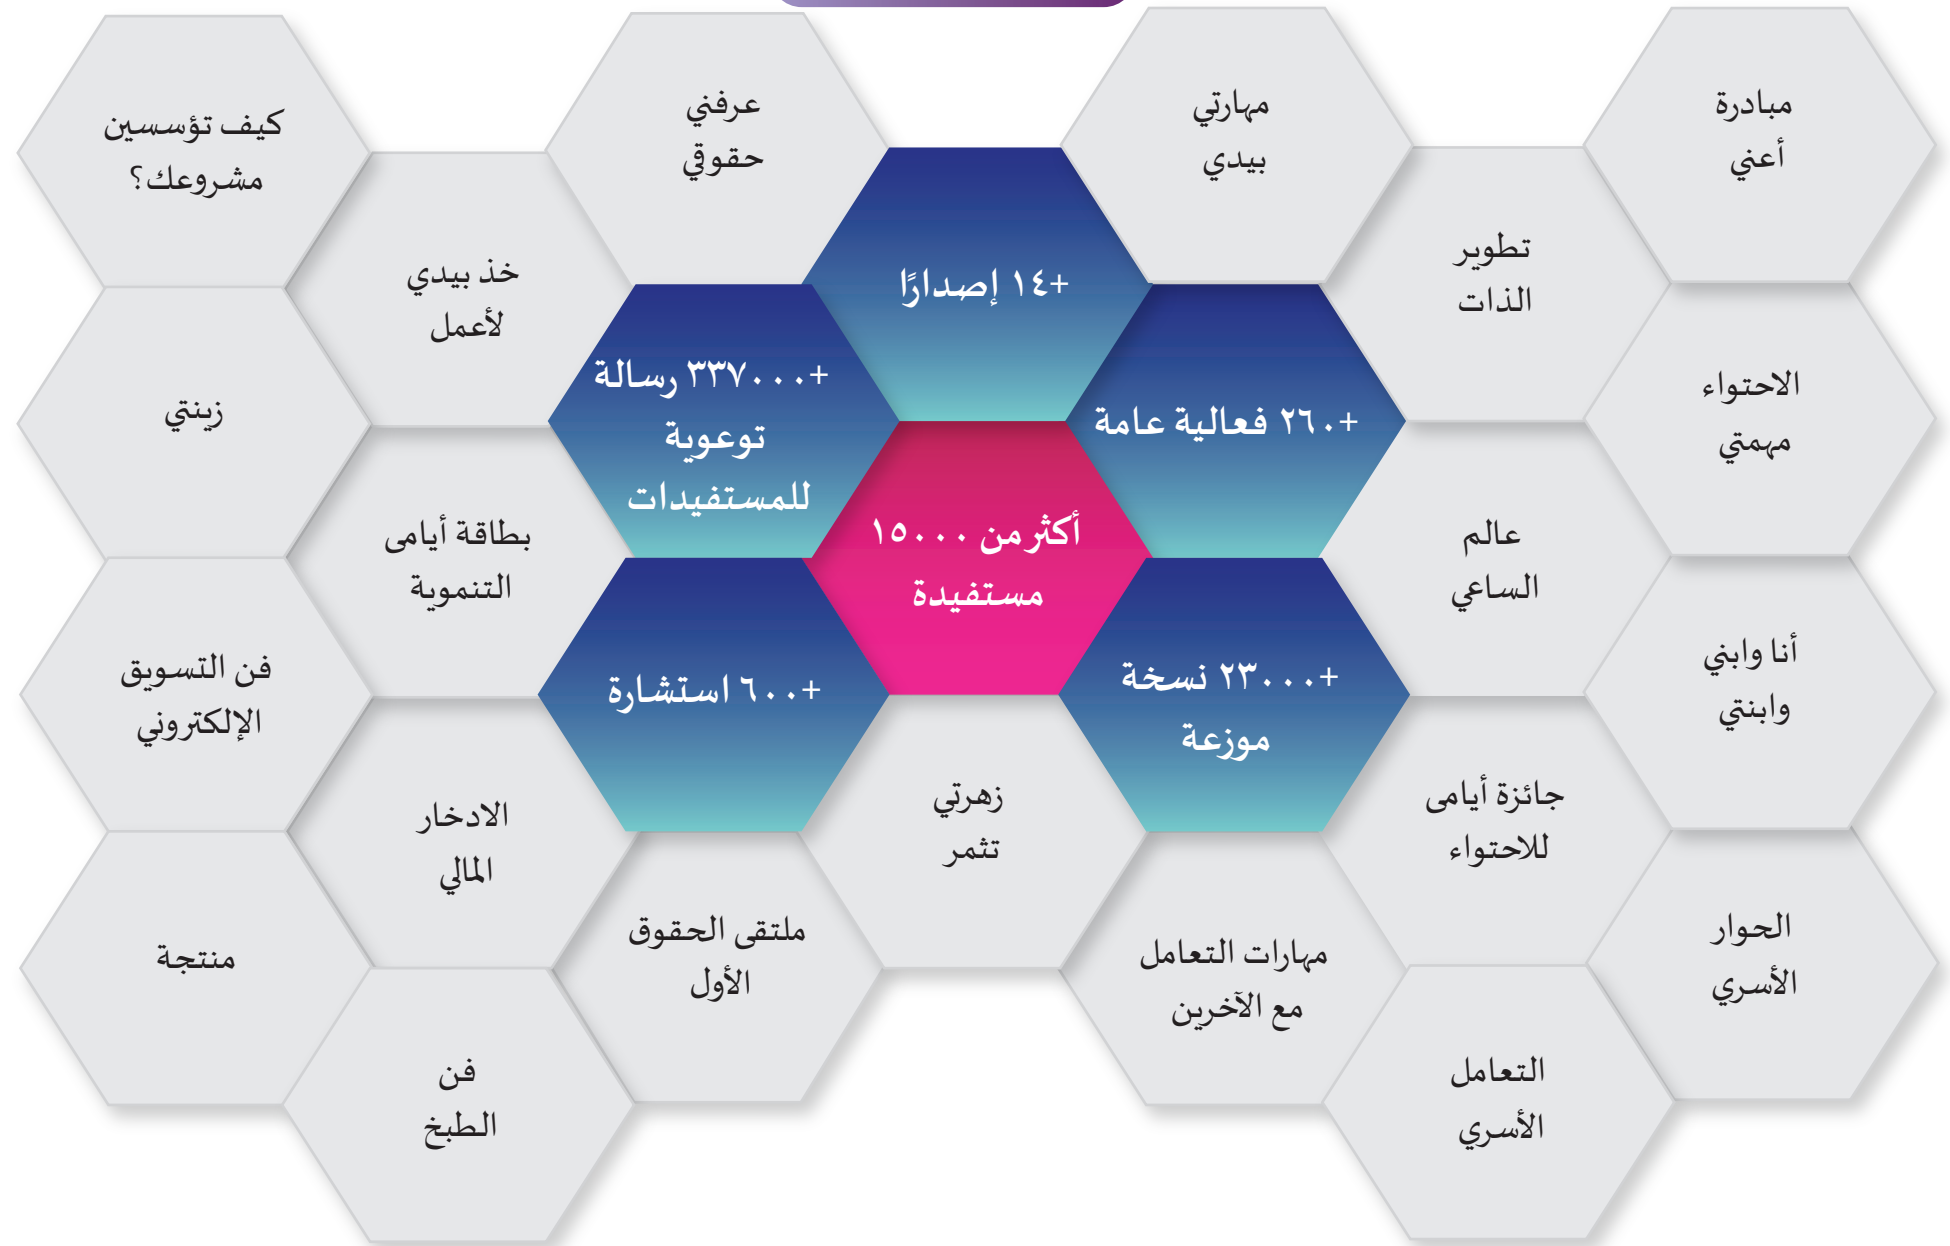 مبادرة
أعني
مهارتي
بيدي
عرفني
حقوقي
كيف تؤسسين
مشروعك؟
تطوير
الذات
+١٤ إصدارًا
خذ بيدي
لأعمل
الاحتواء
مهمتي
+٢٦٠ فعالية عامة
+٣٣٧٠٠٠ رسالة
توعوية
للمستفيدات
زينتي
عالم
الساعي
أكثر من ١٥٠٠٠
مستفيدة
بطاقة أيامى
التنموية
أنا وابني
وابنتي
+٢٣٠٠٠ نسخة
موزعة
+٦٠٠ استشارة
فن التسويق
الإلكتروني
جائزة أيامى
للاحتواء
زهرتي
تثمر
الادخار
المالي
الحوار
الأسري
مهارات التعامل
مع الآخرين
ملتقى الحقوق
الأول
منتجة
التعامل
الأسري
فن
الطبخ